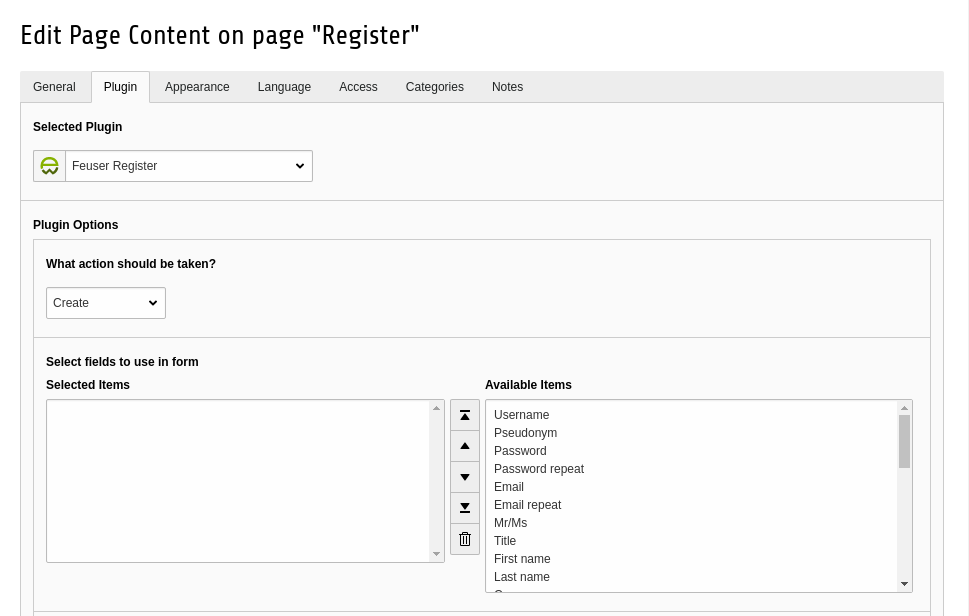 Edit Page Content on page "Register"
General Plugin Appearance Language Access Categories Notes
Selected Plugin
Feuser Register
Plugin Options
What action should be taken?
Create
Select fields to use in form
Selected Items Available Items
Username
Pseudonym
Password
Password repeat
Email
Email repeat
Mr/Ms
Title
First name
Last name